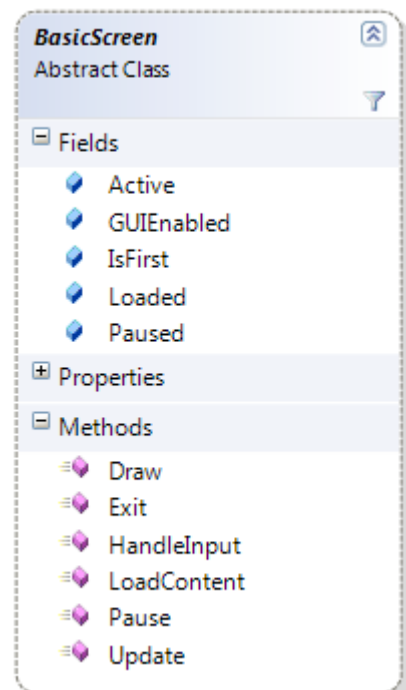 BasicScreen
Abstract Class
Fields
Active
GUIEnabled
IsFirst
Loaded
Paused
Properties
Methods
Draw
Exit
HandleInput
LoadContent
Pause
Update